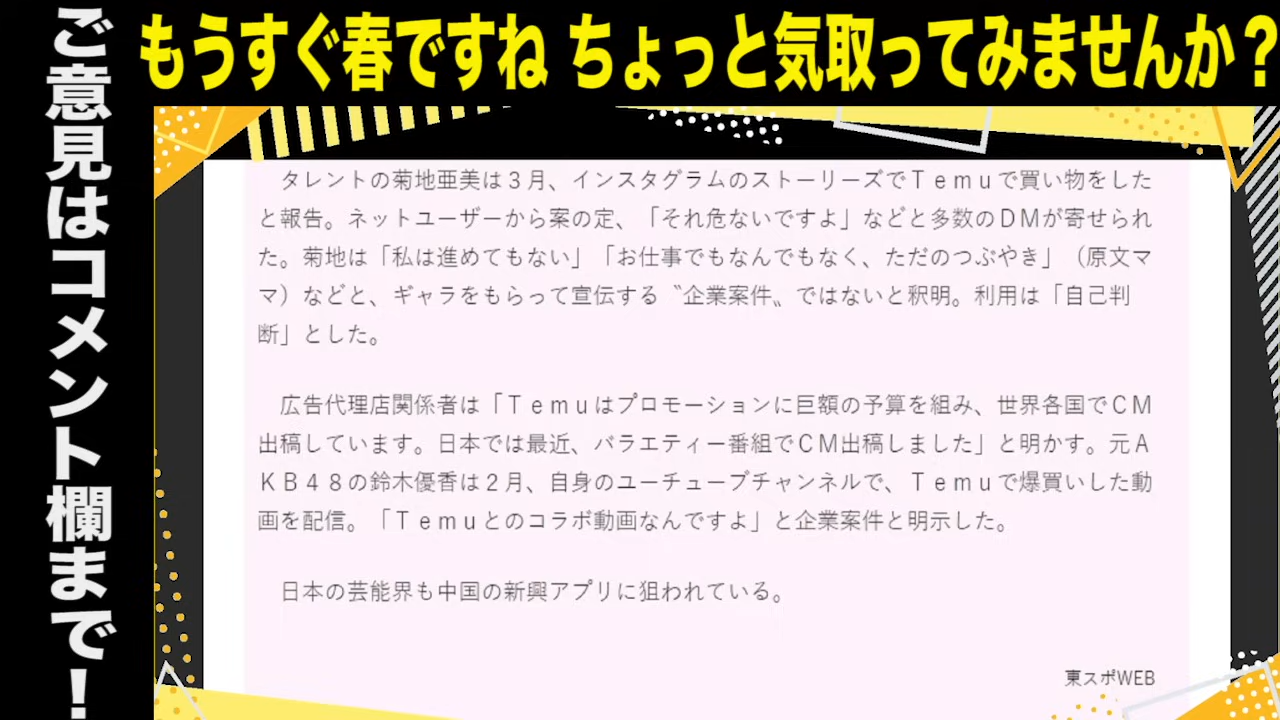 もうすぐ春ですね ちょっと気取ってみませんか？
ご意見はコメント欄まで！
タレントの菊地亜美は３月、インスタグラムのストーリーズでＴｅｍｕで買い物をした
と報告。ネットユーザーから案の定、「それ危ないですよ」などと多数のＤＭが寄せられ
た。菊地は「私は進めてもない」「お仕事でもなんでもなく、ただのつぶやき」（原文マ
マ）などと、ギャラをもらって宣伝する〝企業案件〟ではないと釈明。利用は「自己判
断」とした。
広告代理店関係者は「Ｔｅｍｕはプロモーションに巨額の予算を組み、世界各国でＣＭ
出稿しています。日本では最近、バラエティー番組でＣＭ出稿しました」と明かす。元Ａ
ＫＢ４８の鈴木優香は２月、自身のユーチューブチャンネルで、Ｔｅｍｕで爆買いした動
画を配信。「Ｔｅｍｕとのコラボ動画なんですよ」と企業案件と明示した。
日本の芸能界も中国の新興アプリに狙われている。
東スポWEB